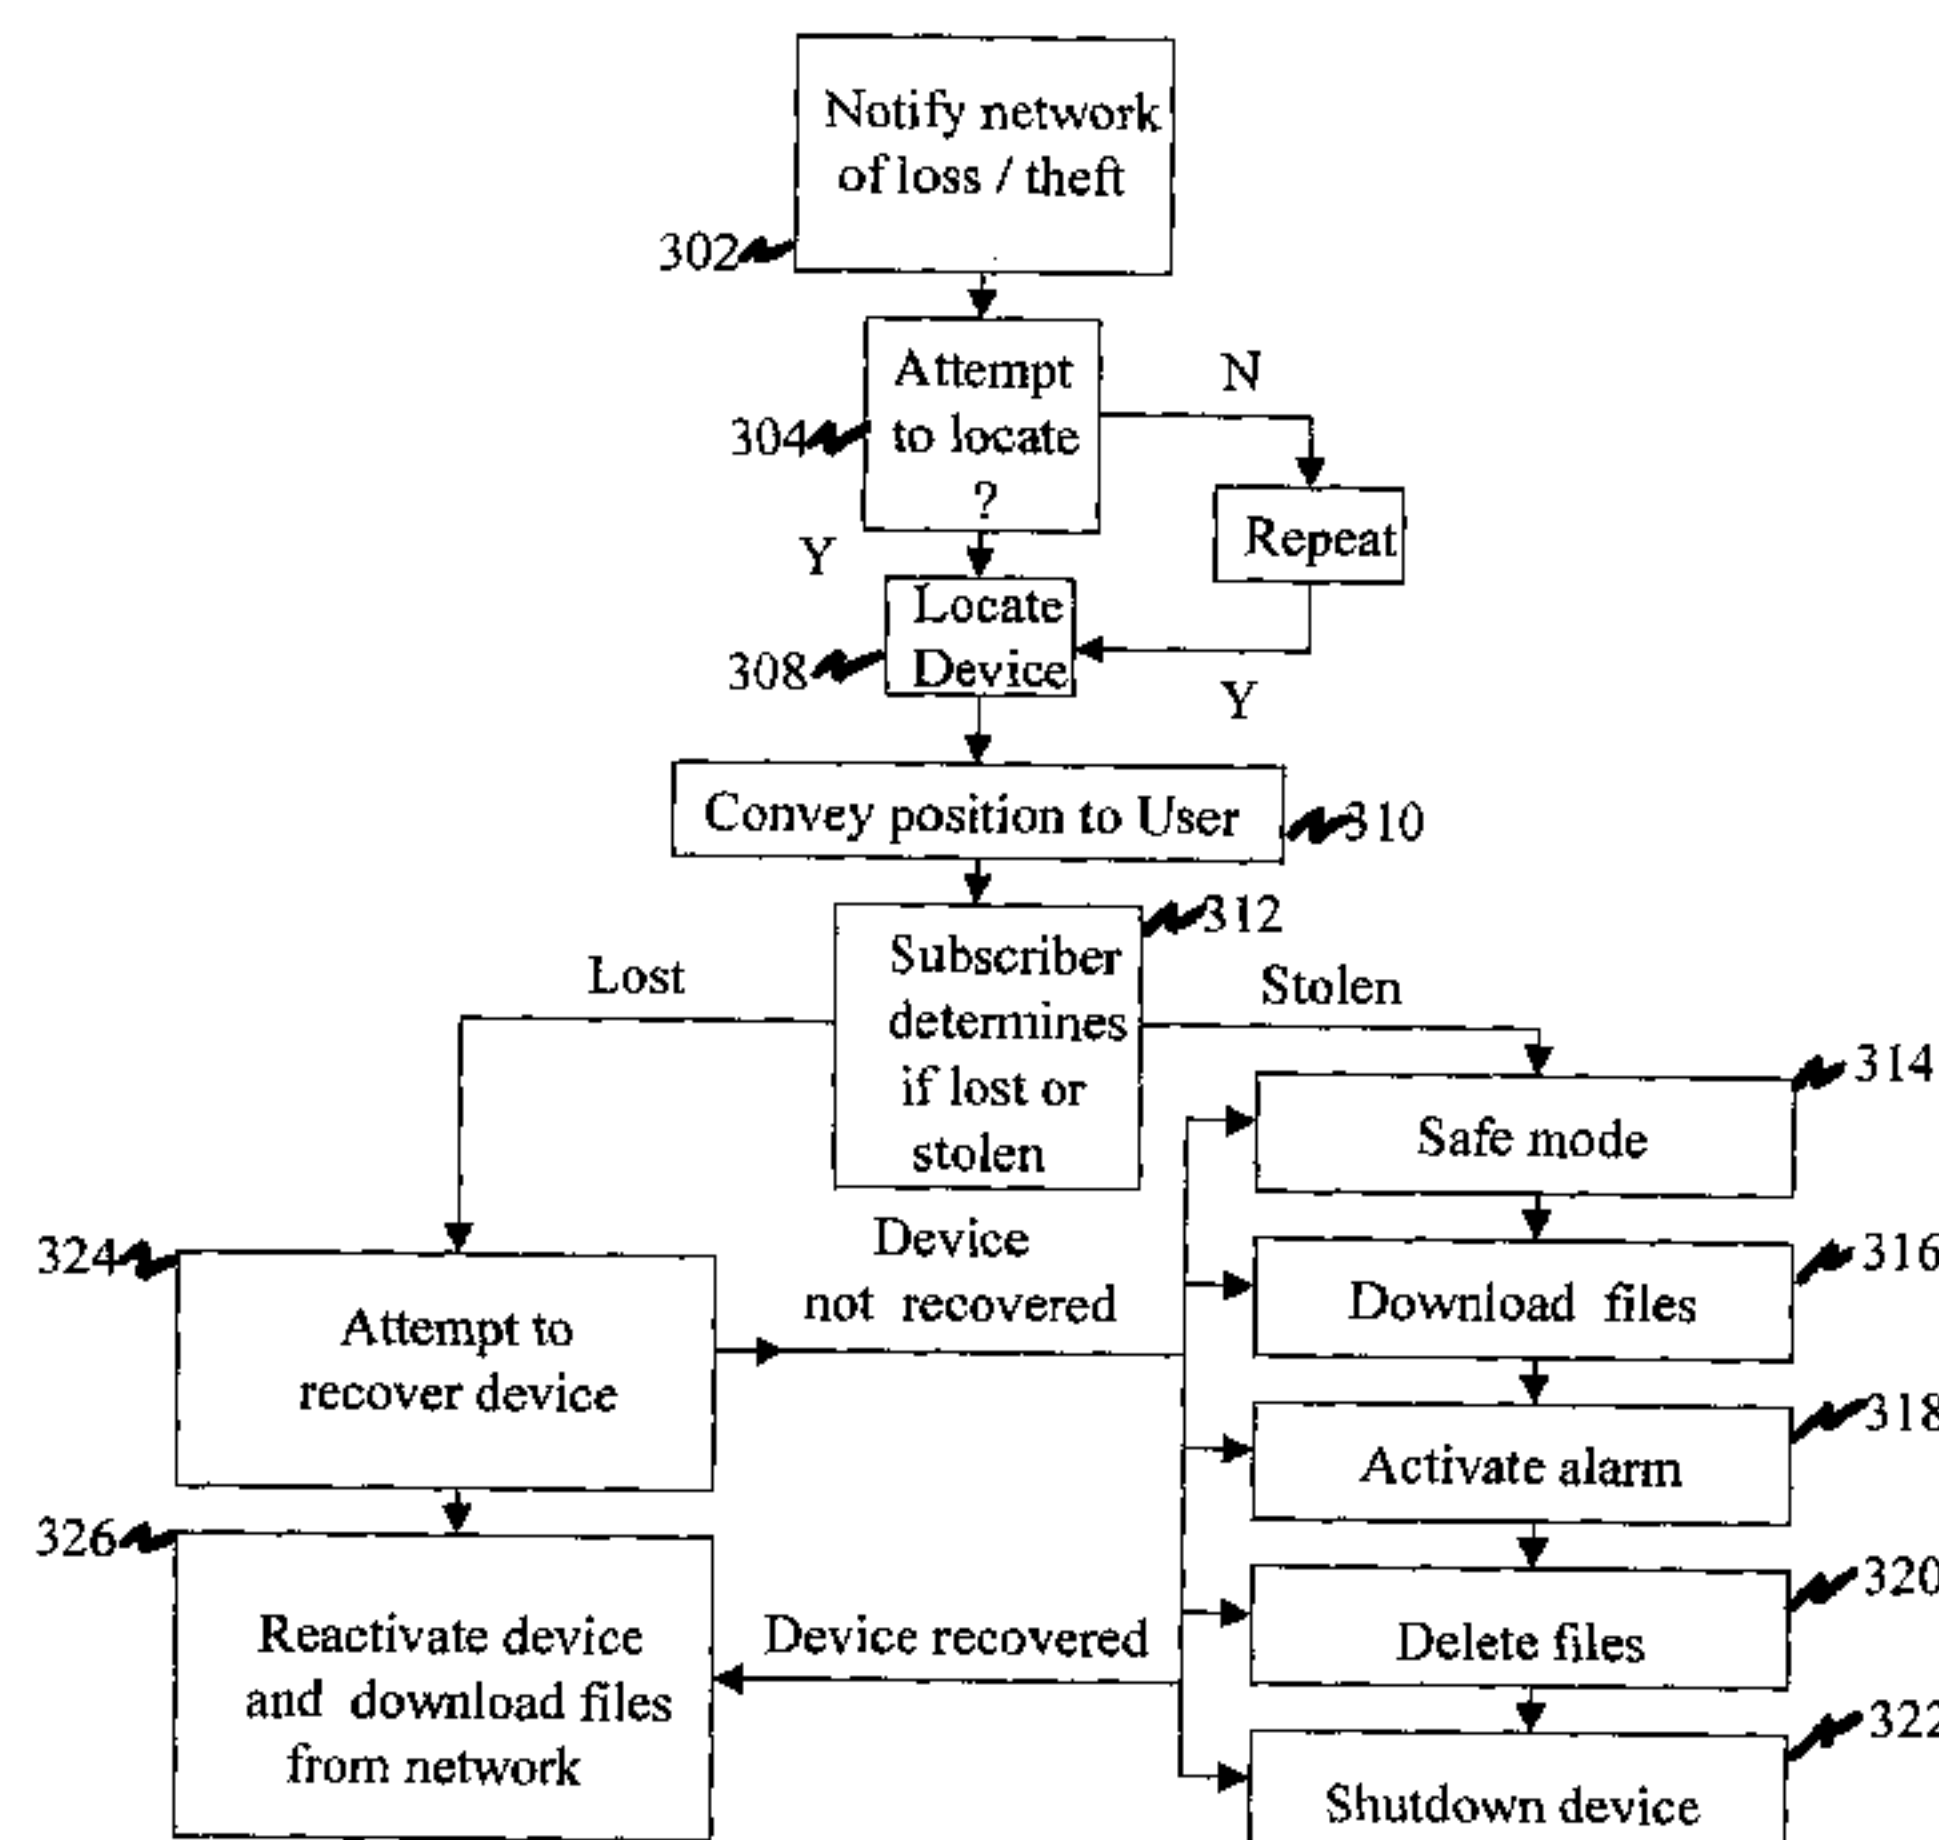 Notify network
of loss / theft
302
Attempt
to locate
?
304
N
Repeat
Y
Locate
Device
308
Y
Convey position to User
310
312
Subscriber
determines
if lost or
stolen
Lost
Stolen
314
Safe mode
324
Attempt to
recover device
Device
not recovered
316
Download files
318
Activate alarm
326
Reactivate device
and download files
from network
Device recovered
320
Delete files
322
Shutdown device